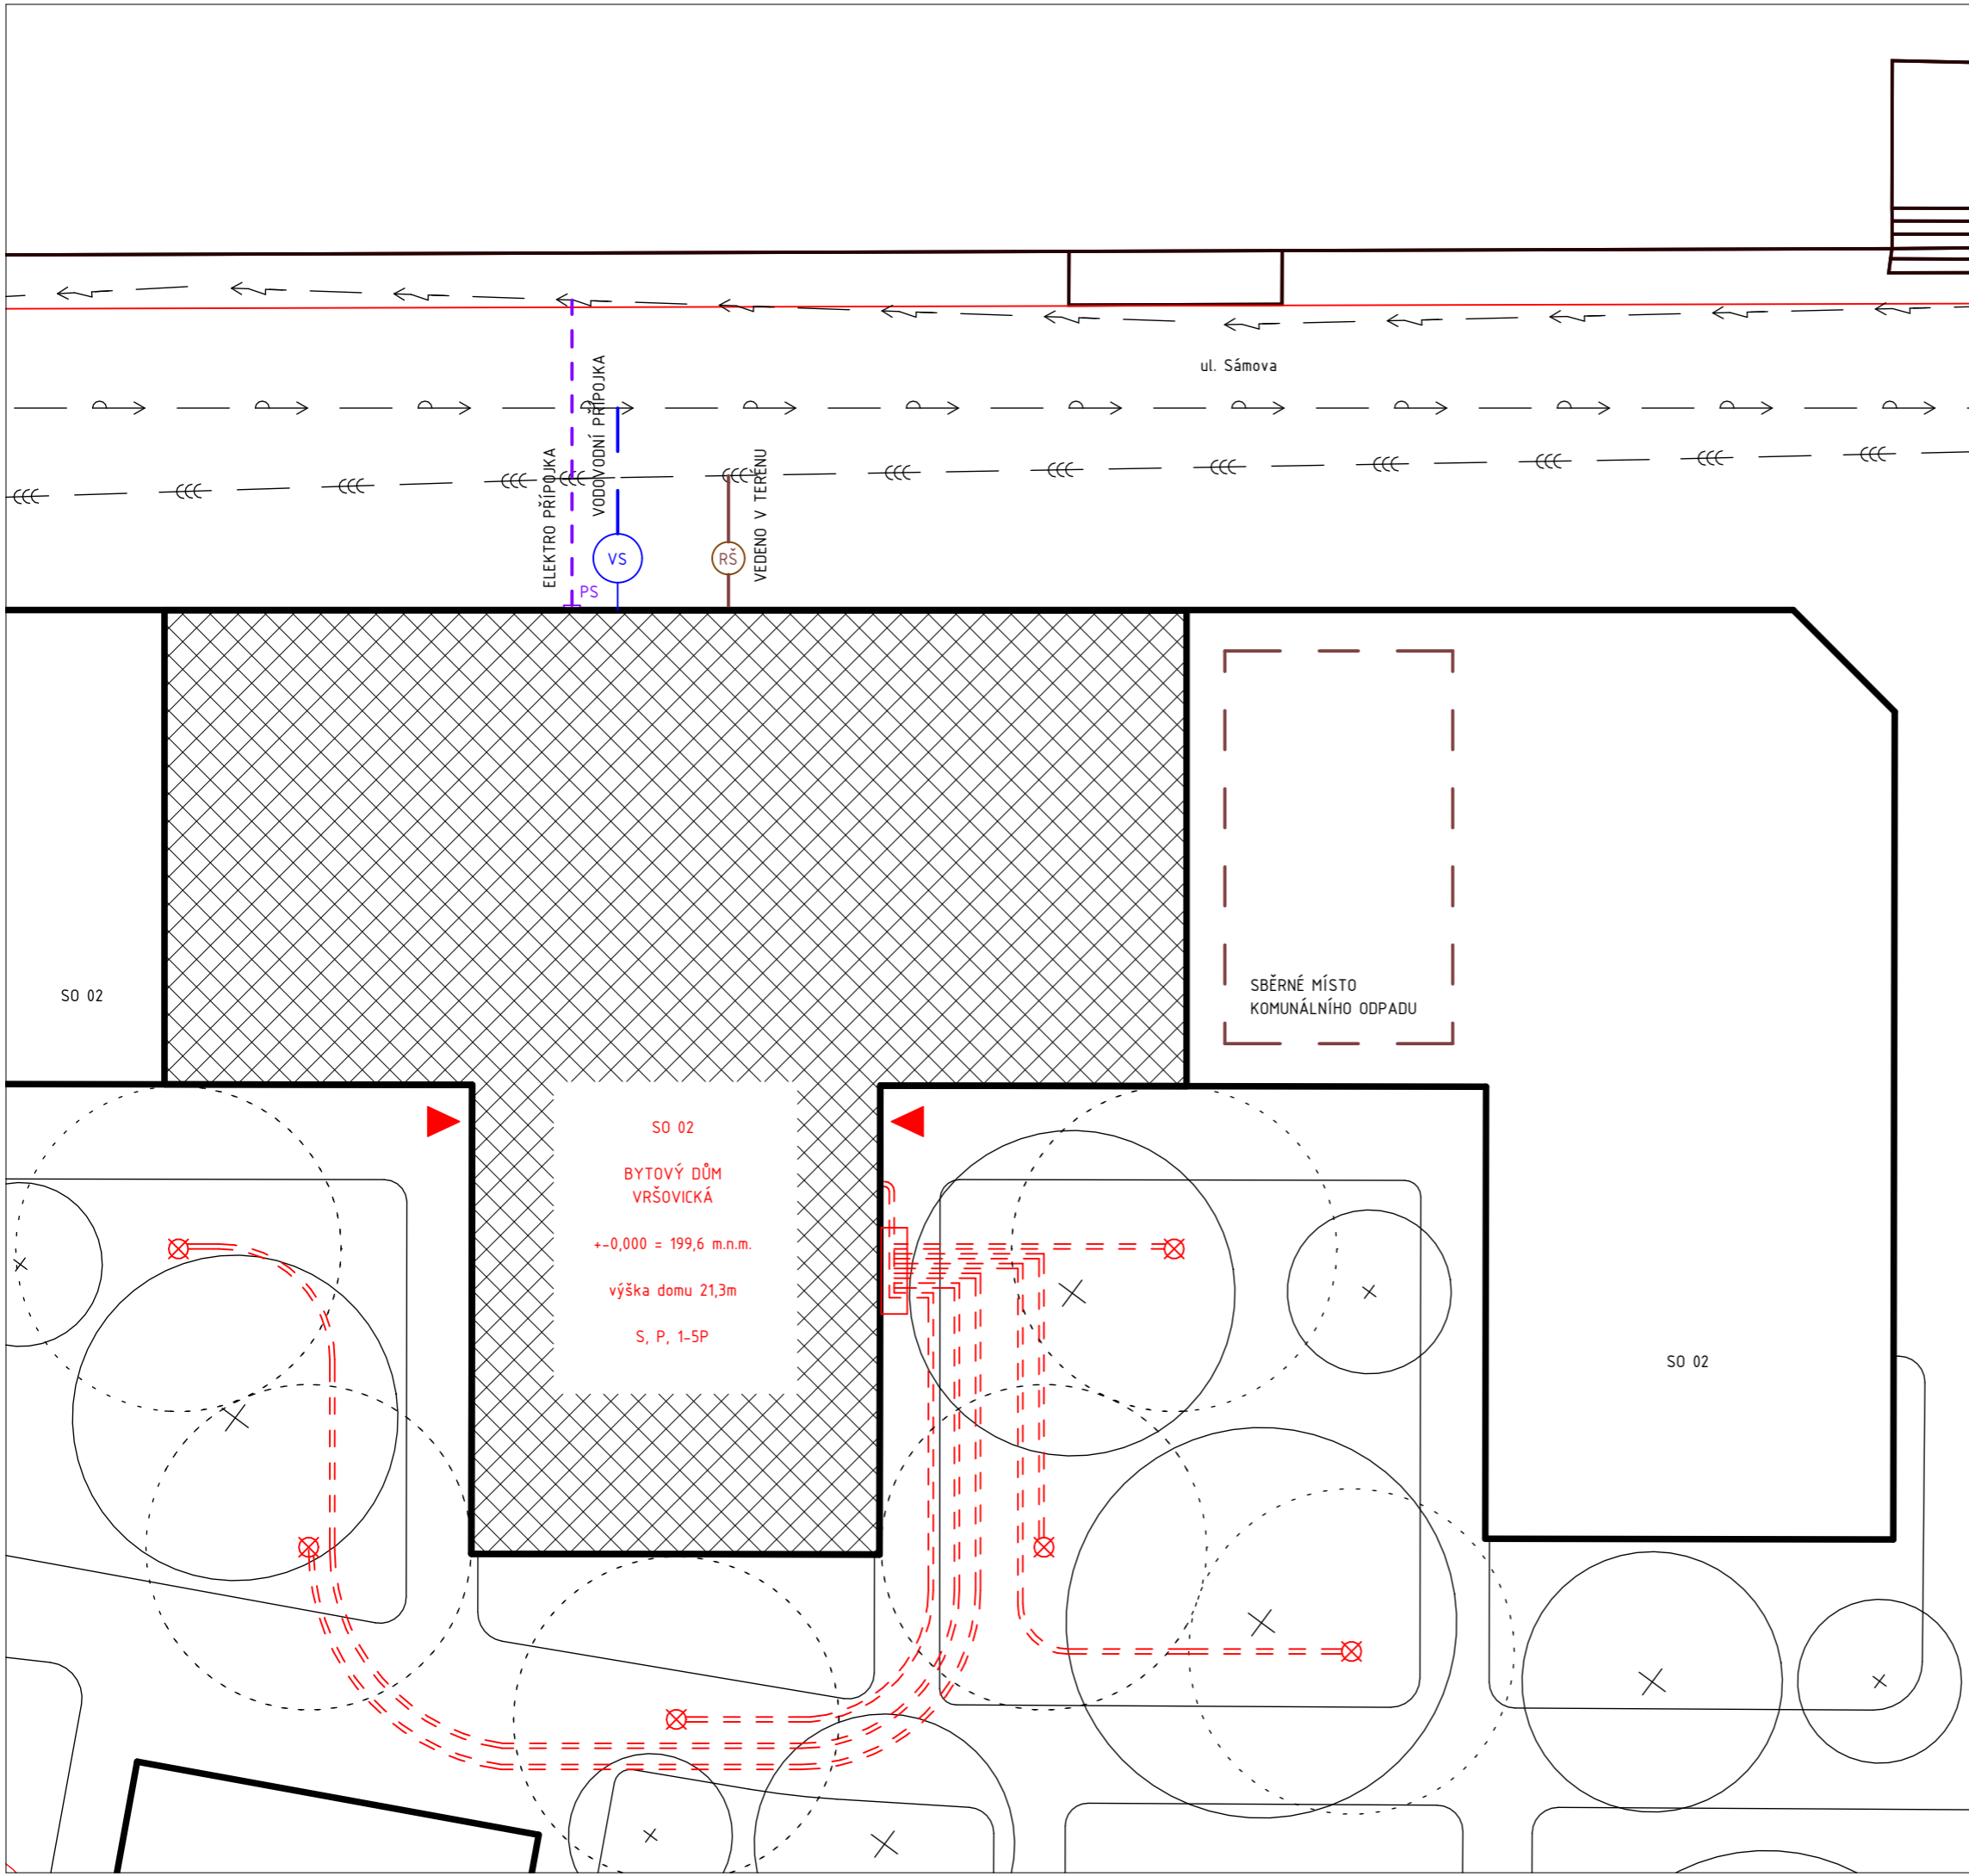 ul. Sámova
VODOVODNÍ PŘÍPOJKA
ELEKTRO PŘÍPOJKA
VEDENO V TERÉNU
VS
RŠ
PS
SBĚRNÉ MÍSTO
KOMUNÁLNÍHO ODPADU
SO 02
SO 02
BYTOVÝ DŮM
VRŠOVICKÁ
+-0,000 = 199,6 m.n.m.
výška domu 21,3m
S, P, 1-5P
SO 02